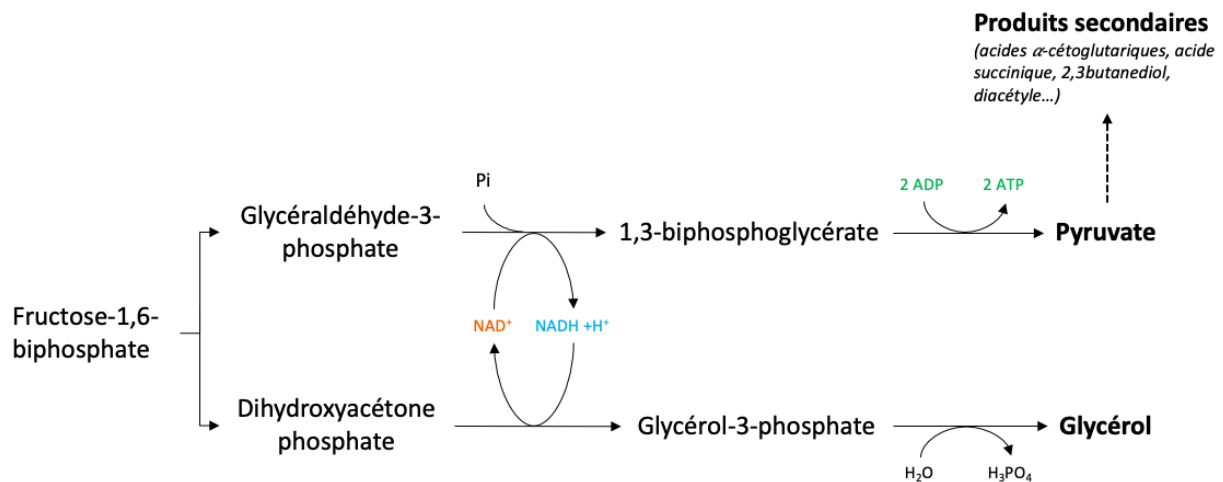 Produits secondaires
(acides α-cétoglutariques, acide
succinique, 2,3butanediol,
diacétyle…)
Pi
2 ADP
2 ATP
Glycéraldéhyde-3-
phosphate
1,3-biphosphoglycérate
Pyruvate
Fructose-1,6-
biphosphate
NAD⁺
NADH +H⁺
Dihydroxyacétone
phosphate
Glycérol-3-phosphate
Glycérol
H₂O
H₃PO₄